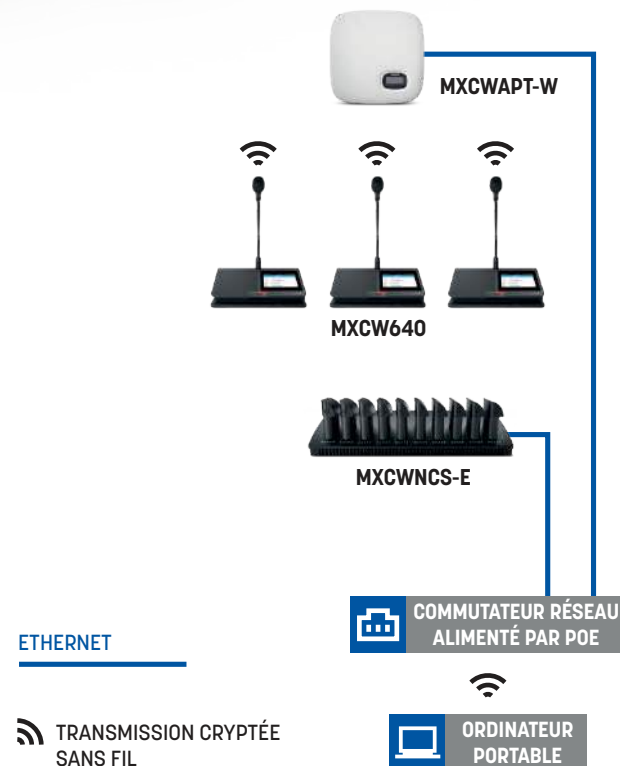 MXCWAPT-W
MXCW640
MXCWNCS-E
COMMUTATEUR RÉSEAU
ALIMENTÉ PAR POE
ETHERNET
TRANSMISSION CRYPTÉE
SANS FIL
ORDINATEUR
PORTABLE